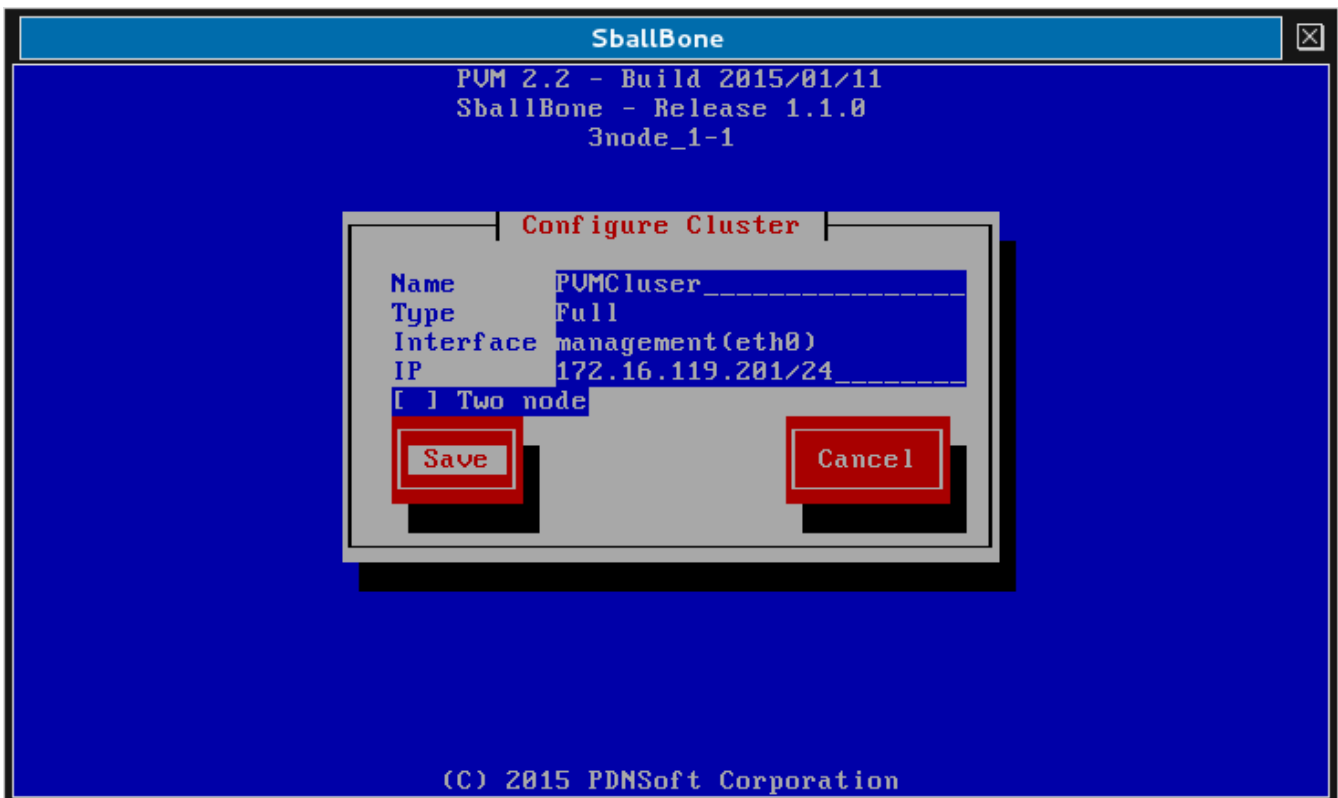 SballBone
PVM 2.2 - Build 2015/01/11
SballBone - Release 1.1.0
3node_1-1
Configure Cluster
Name PVMCluser________________
Type Full
Interface management(eth0)
IP 172.16.119.201/24________
[ ] Two node
Save Cancel
(C) 2015 PDNSoft Corporation